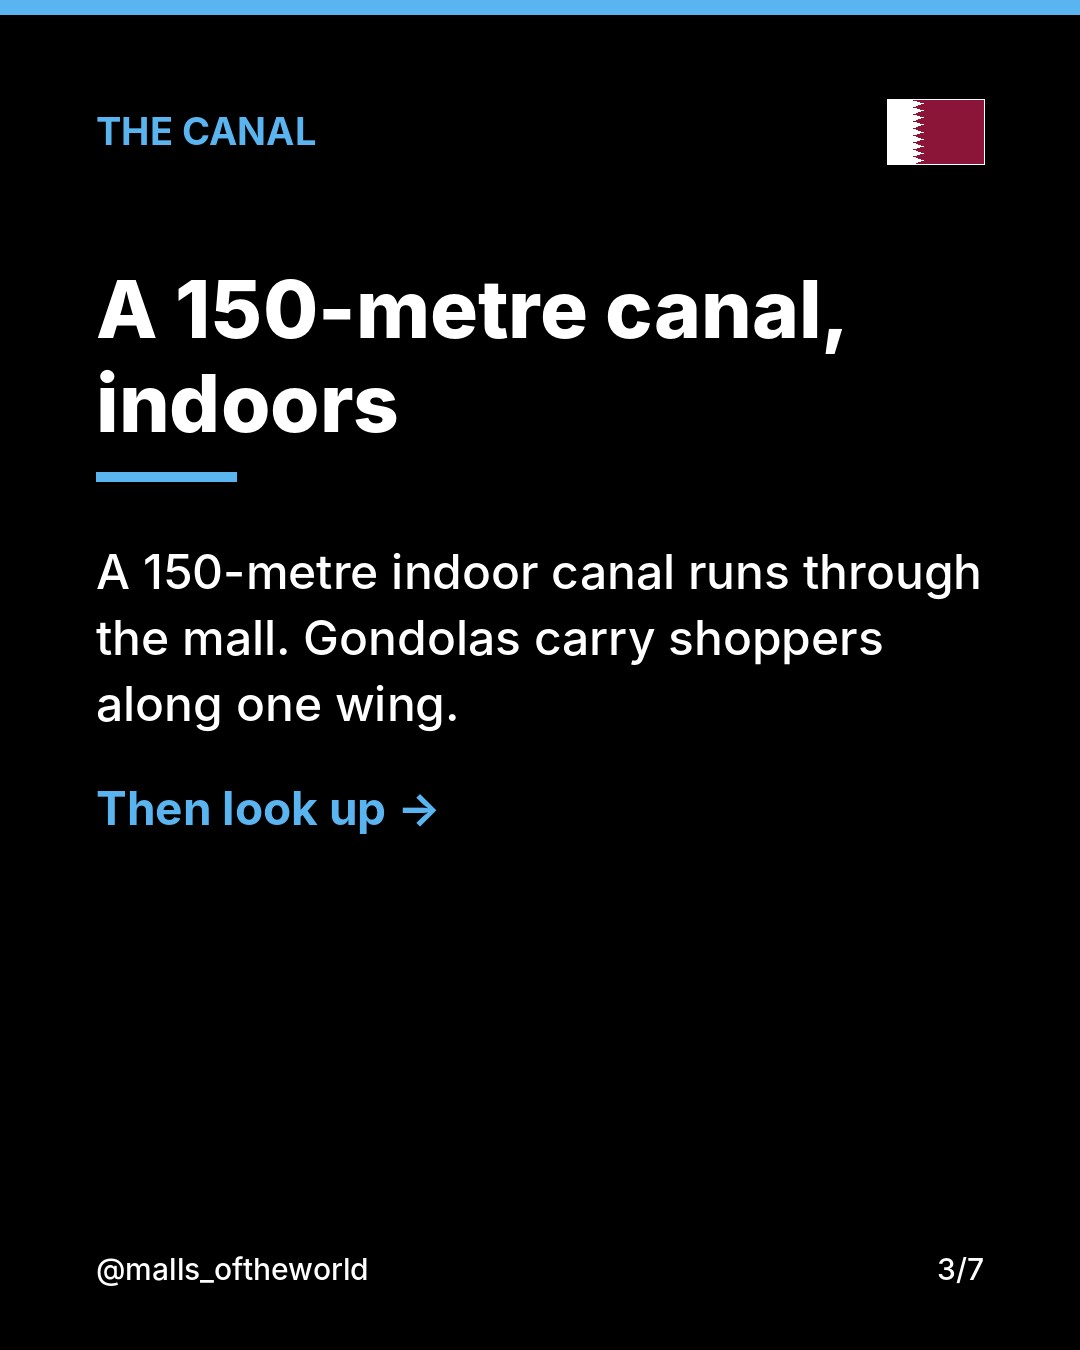 THE CANAL
A 150-metre canal,
indoors
A 150-metre indoor canal runs through
the mall. Gondolas carry shoppers
along one wing.
Then look up →
@malls_oftheworld
3/7